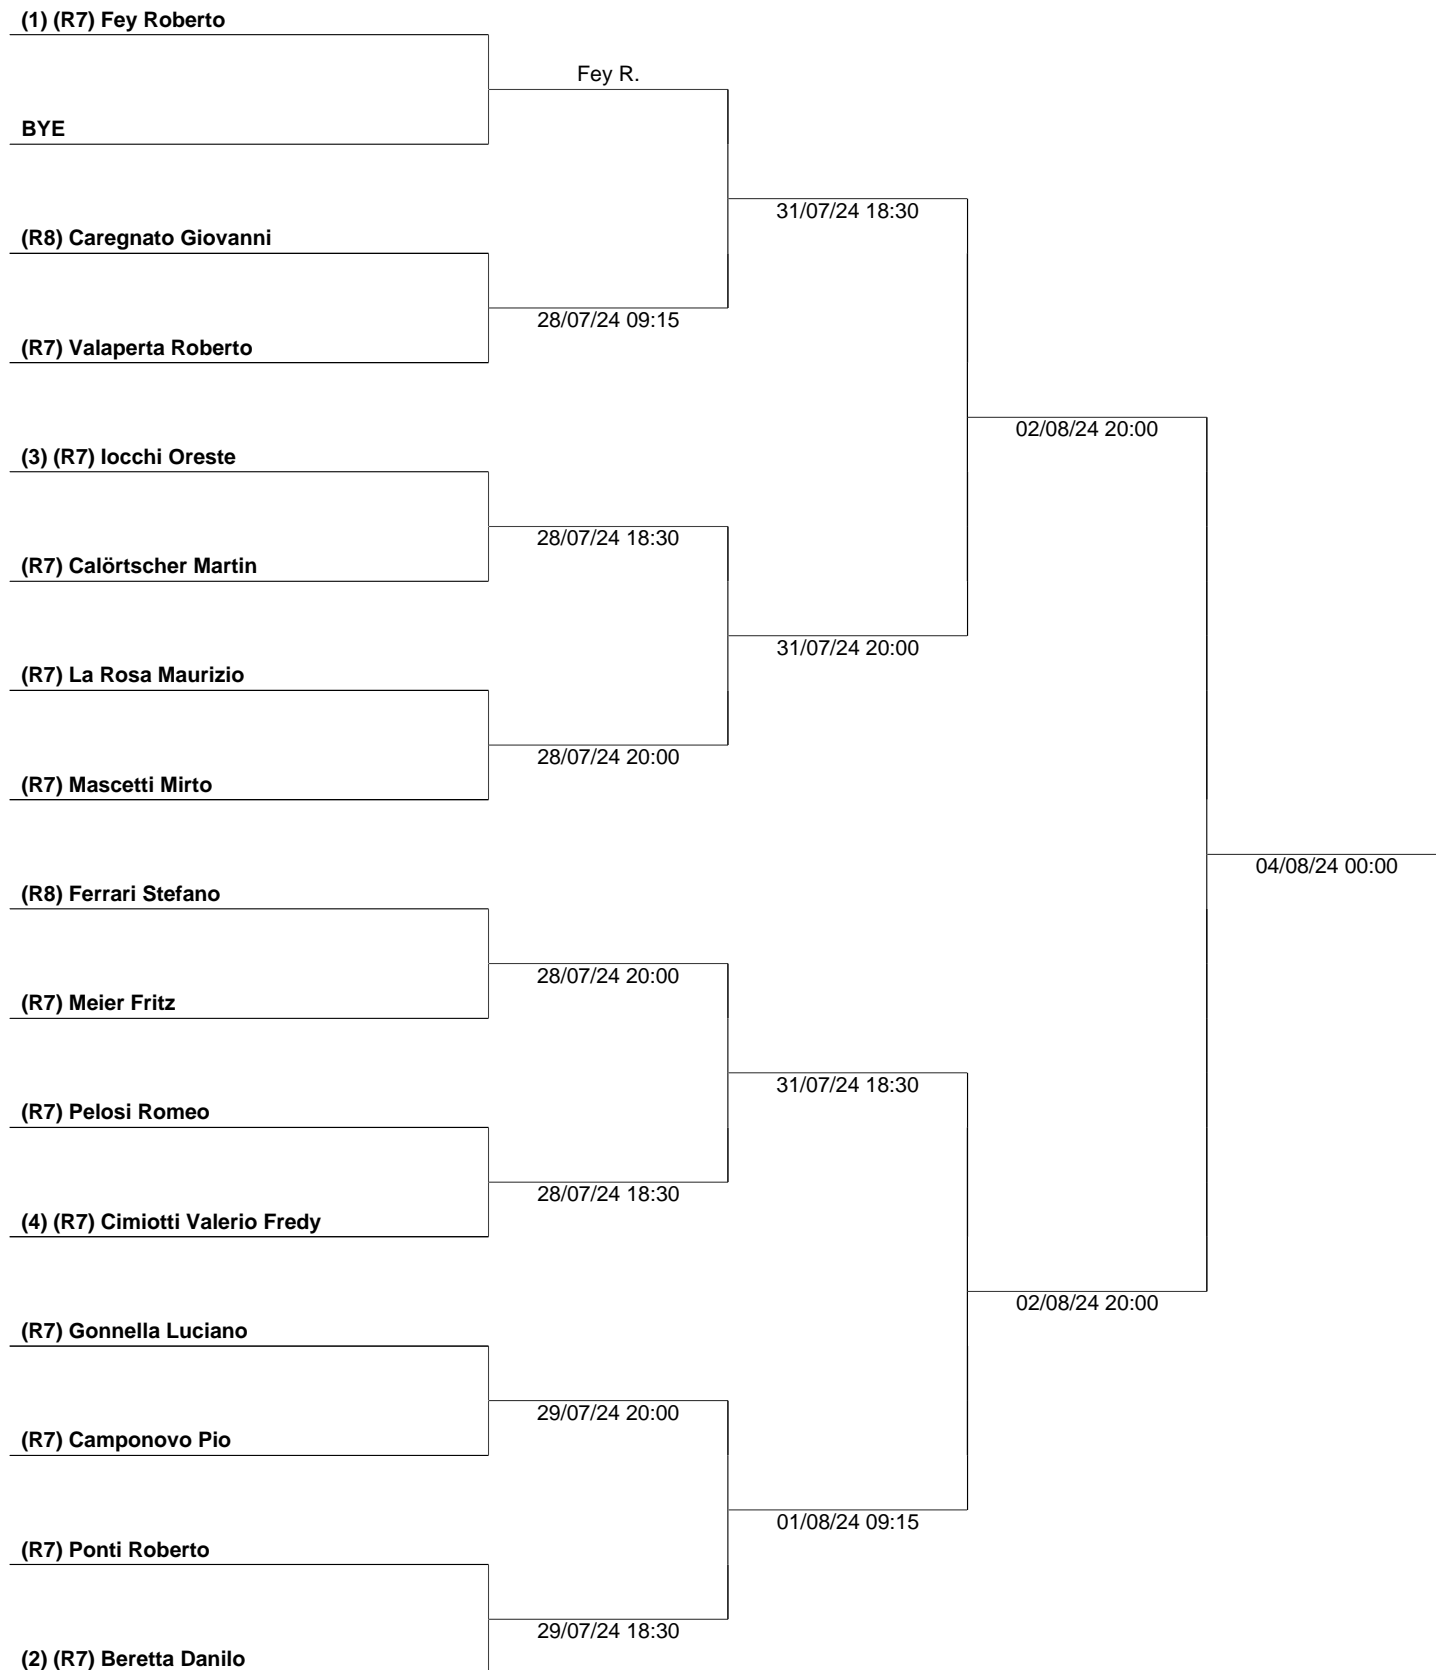 (1) (R7) Fey Roberto
Fey R.
BYE
31/07/24 18:30
(R8) Caregnato Giovanni
28/07/24 09:15
(R7) Valaperta Roberto
02/08/24 20:00
(3) (R7) Iocchi Oreste
28/07/24 18:30
(R7) Calörtscher Martin
31/07/24 20:00
(R7) La Rosa Maurizio
28/07/24 20:00
(R7) Mascetti Mirto
04/08/24 00:00
(R8) Ferrari Stefano
28/07/24 20:00
(R7) Meier Fritz
31/07/24 18:30
(R7) Pelosi Romeo
28/07/24 18:30
(4) (R7) Cimiotti Valerio Fredy
02/08/24 20:00
(R7) Gonnella Luciano
29/07/24 20:00
(R7) Camponovo Pio
01/08/24 09:15
(R7) Ponti Roberto
29/07/24 18:30
(2) (R7) Beretta Danilo